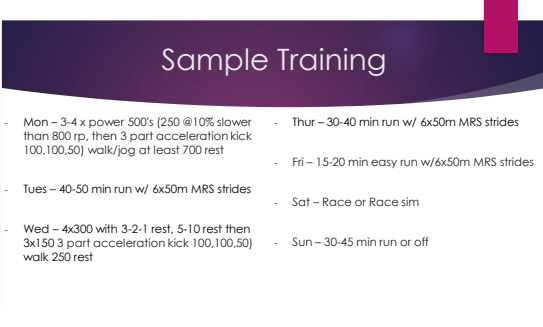 Sample Training
- Mon – 3-4 x power 500's (250 @10% slower
than 800 rp, then 3 part acceleration kick
100,100,50) walk/jog at least 700 rest
- Tues – 40-50 min run w/ 6x50m MRS strides
- Wed – 4x300 with 3-2-1 rest, 5-10 rest then
3x150 3 part acceleration kick 100,100,50)
walk 250 rest
- Thur – 30-40 min run w/ 6x50m MRS strides
- Fri – 15-20 min easy run w/6x50m MRS strides
- Sat – Race or Race sim
- Sun – 30-45 min run or off